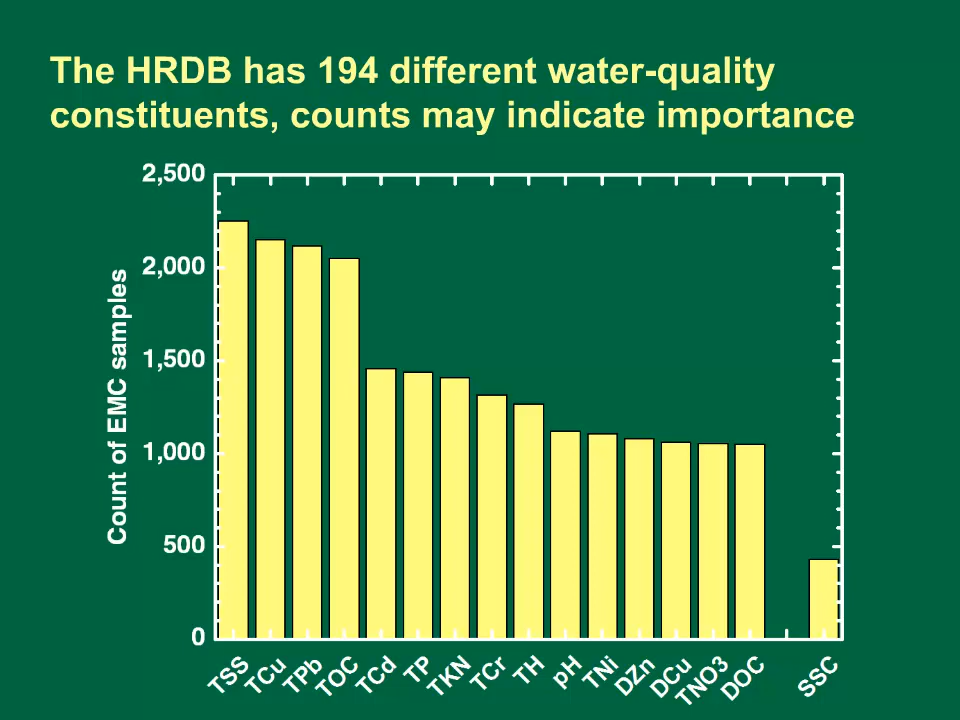 The HRDB has 194 different water-quality
constituents, counts may indicate importance
Count of EMC samples
2,500
2,000
1,500
1,000
500
0
TSS
TCu
TPb
TOC
TCd
TP
TKN
TCr
TH
pH
TNi
DZn
DCu
TNO3
DOC
SSC